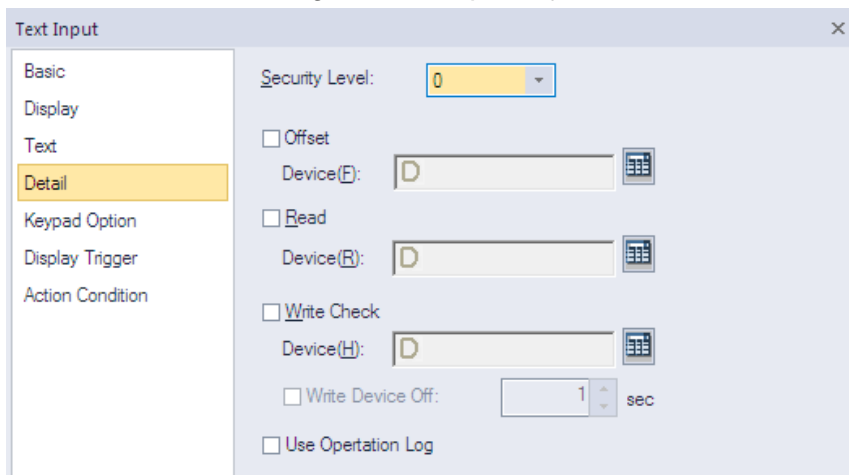 Text Input
Basic
Display
Text
Detail
Keypad Option
Display Trigger
Action Condition
Security Level: 0
Offset
Device(F): D
Read
Device(R): D
Write Check
Device(H): D
Write Device Off: 1 sec
Use Opertation Log